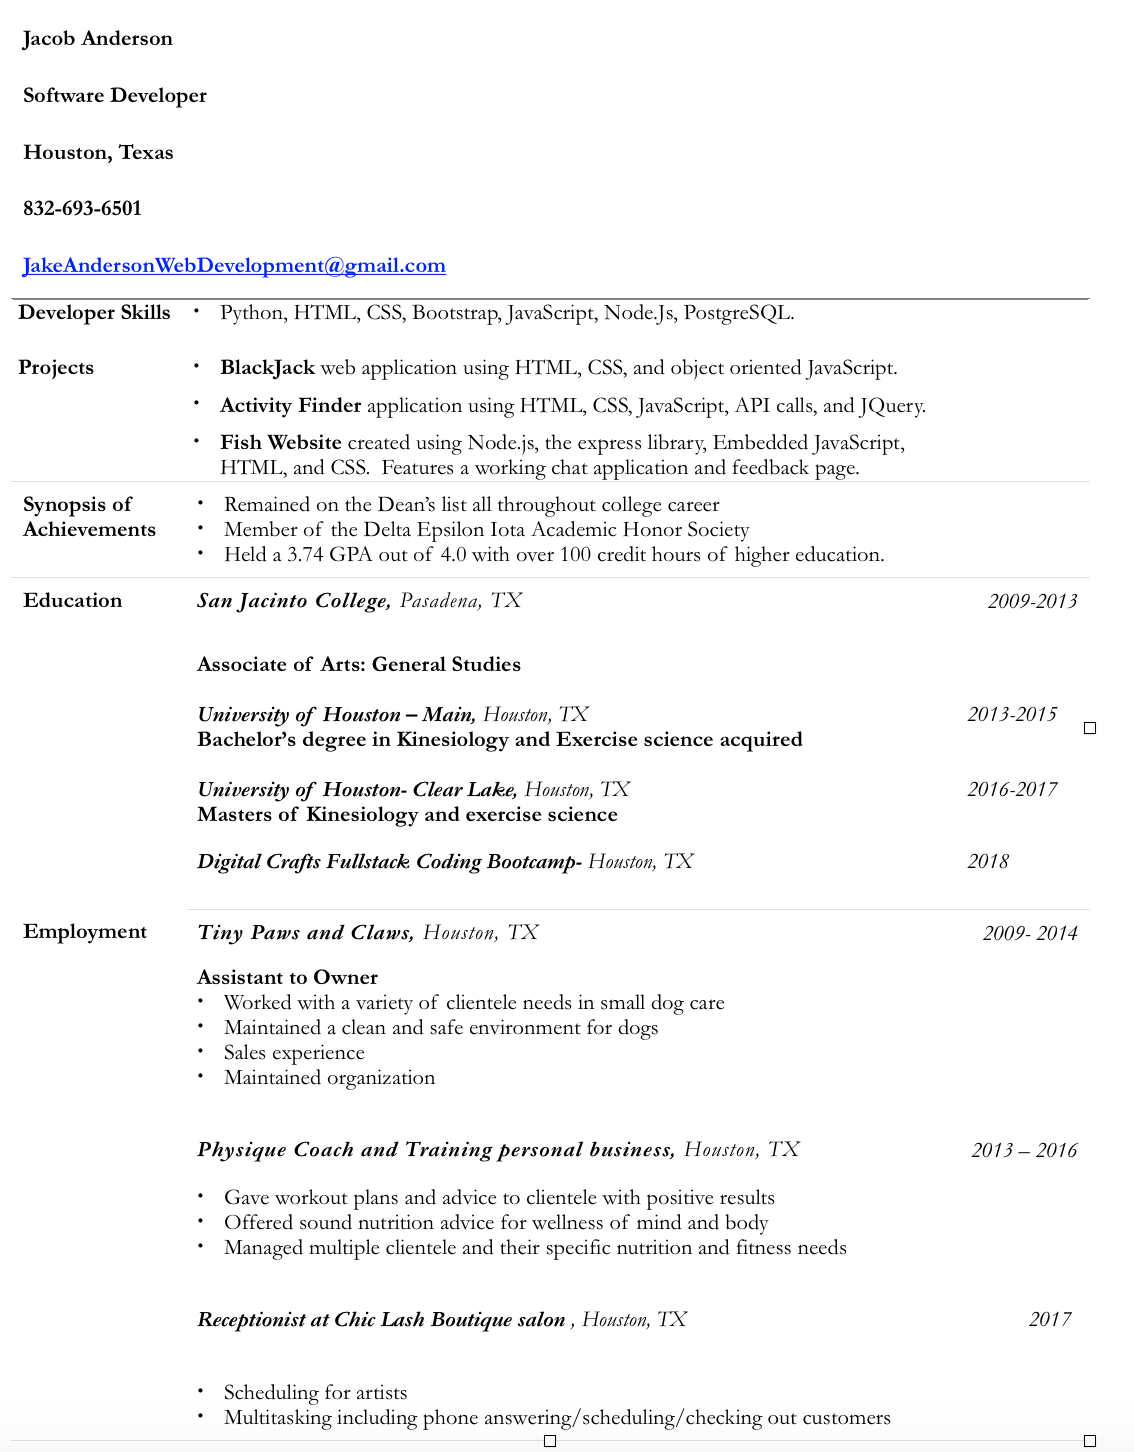 Jacob Anderson
Software Developer
Houston, Texas
832-693-6501
JakeAndersonWebDevelopment@gmail.com
Developer Skills • Python, HTML, CSS, Bootstrap, JavaScript, Node.Js, PostgreSQL.
Projects • BlackJack web application using HTML, CSS, and object oriented JavaScript.
• Activity Finder application using HTML, CSS, JavaScript, API calls, and JQuery.
• Fish Website created using Node.js, the express library, Embedded JavaScript,
HTML, and CSS.  Features a working chat application and feedback page.
Synopsis of • Remained on the Dean’s list all throughout college career
Achievements • Member of the Delta Epsilon Iota Academic Honor Society
• Held a 3.74 GPA out of 4.0 with over 100 credit hours of higher education.
Education San Jacinto College, Pasadena, TX 2009-2013
Associate of Arts: General Studies
University of Houston – Main, Houston, TX 2013-2015
Bachelor’s degree in Kinesiology and Exercise science acquired
University of Houston- Clear Lake, Houston, TX 2016-2017
Masters of Kinesiology and exercise science
Digital Crafts Fullstack Coding Bootcamp- Houston, TX 2018
Employment Tiny Paws and Claws, Houston, TX 2009- 2014
Assistant to Owner
• Worked with a variety of clientele needs in small dog care
• Maintained a clean and safe environment for dogs
• Sales experience
• Maintained organization
Physique Coach and Training personal business, Houston, TX 2013 – 2016
• Gave workout plans and advice to clientele with positive results
• Offered sound nutrition advice for wellness of mind and body
• Managed multiple clientele and their specific nutrition and fitness needs
Receptionist at Chic Lash Boutique salon , Houston, TX 2017
• Scheduling for artists
• Multitasking including phone answering/scheduling/checking out customers